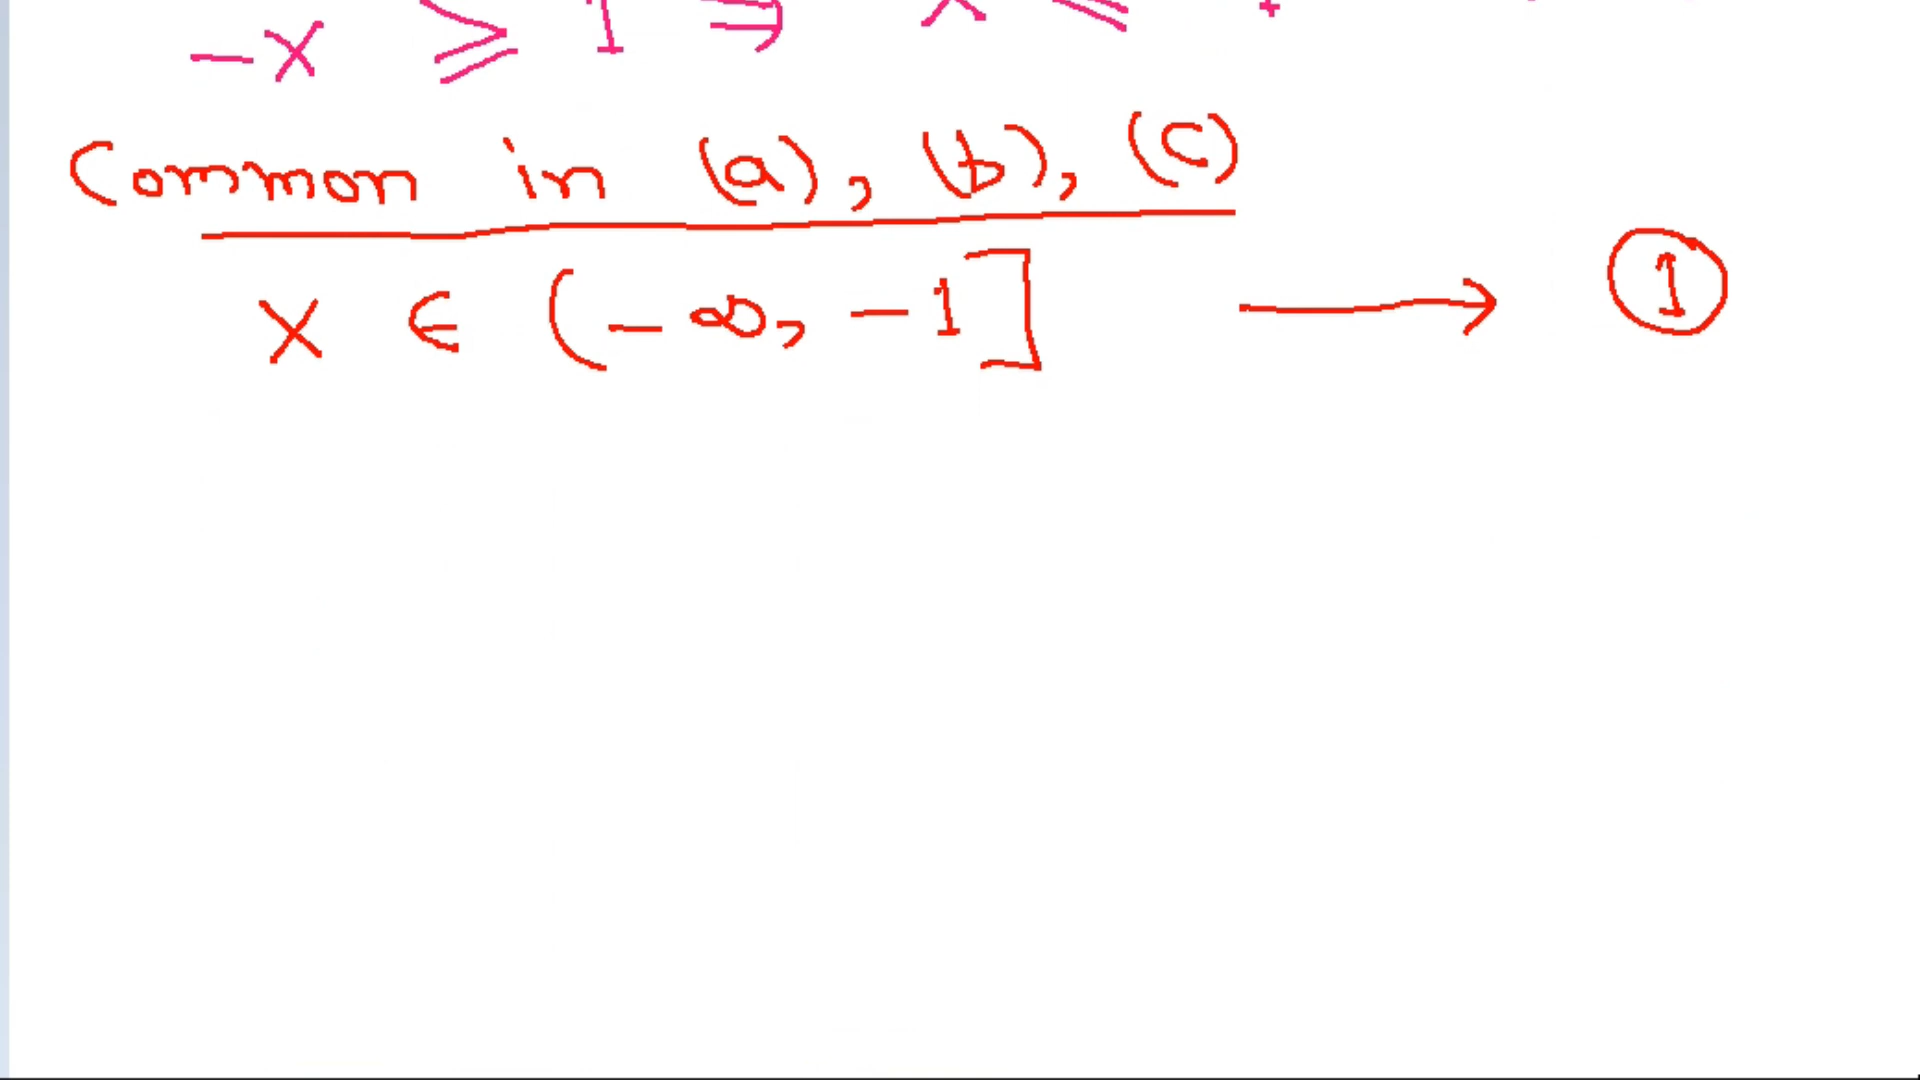 -x ≥ 1 ⇒ x ≤
Common in (a), (b), (c)
x ∈ (-∞, -1] → 1